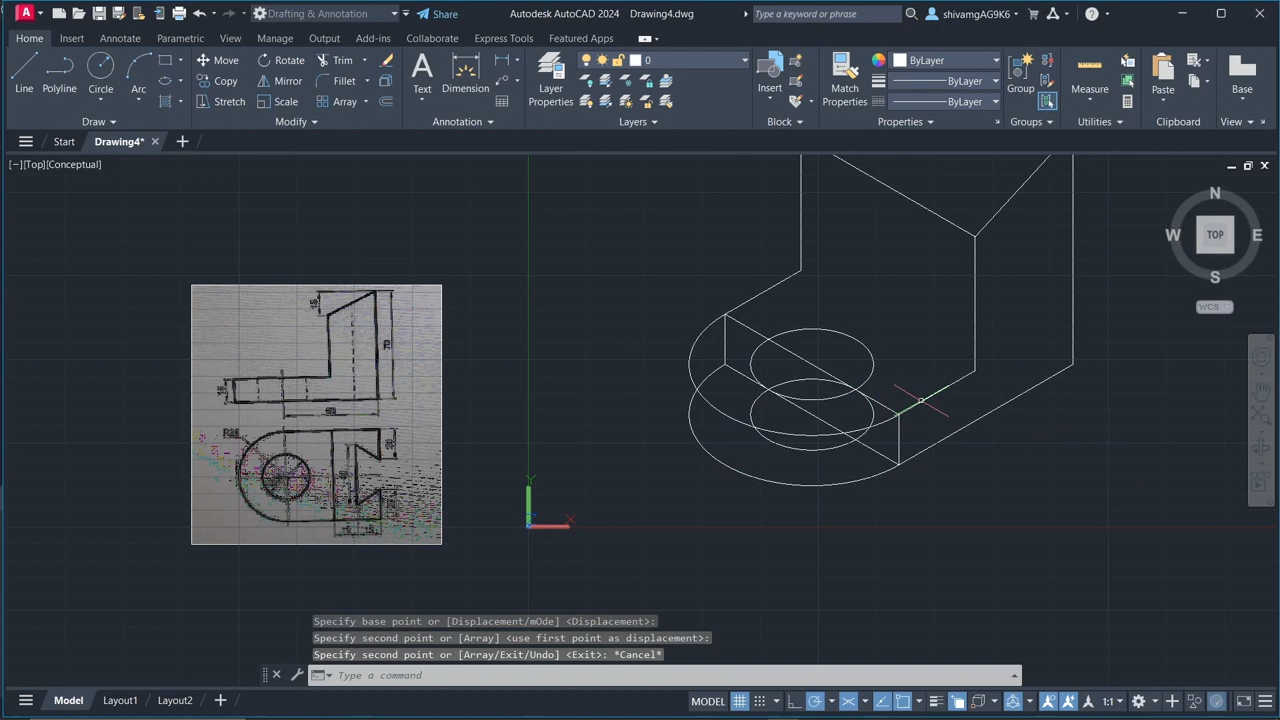 Drafting & Annotation
Share
Autodesk AutoCAD 2024 Drawing4.dwg
Type a keyword or phrase
shivamAG9K6
Home Insert Annotate Parametric View Manage Output Add-ins Collaborate Express Tools Featured Apps
Line Polyline Circle Arc
Move Rotate Trim
Copy Mirror Fillet
Stretch Scale Array
Text Dimension
Layer Properties
0
Insert
Match Properties
ByLayer
ByLayer
ByLayer
Group
Measure
Paste
Base
Draw Modify Annotation Layers Block Properties Groups Utilities Clipboard View
Start Drawing4*
[−][Top][Conceptual]
N
W TOP E
S
WCS
70
Y
X
Specify base point or [Displacement/mOde] <Displacement>:
Specify second point or [Array] <use first point as displacement>:
Specify second point or [Array/Exit/Undo] <Exit>: *Cancel*
Type a command
Model Layout1 Layout2
MODEL
1:1